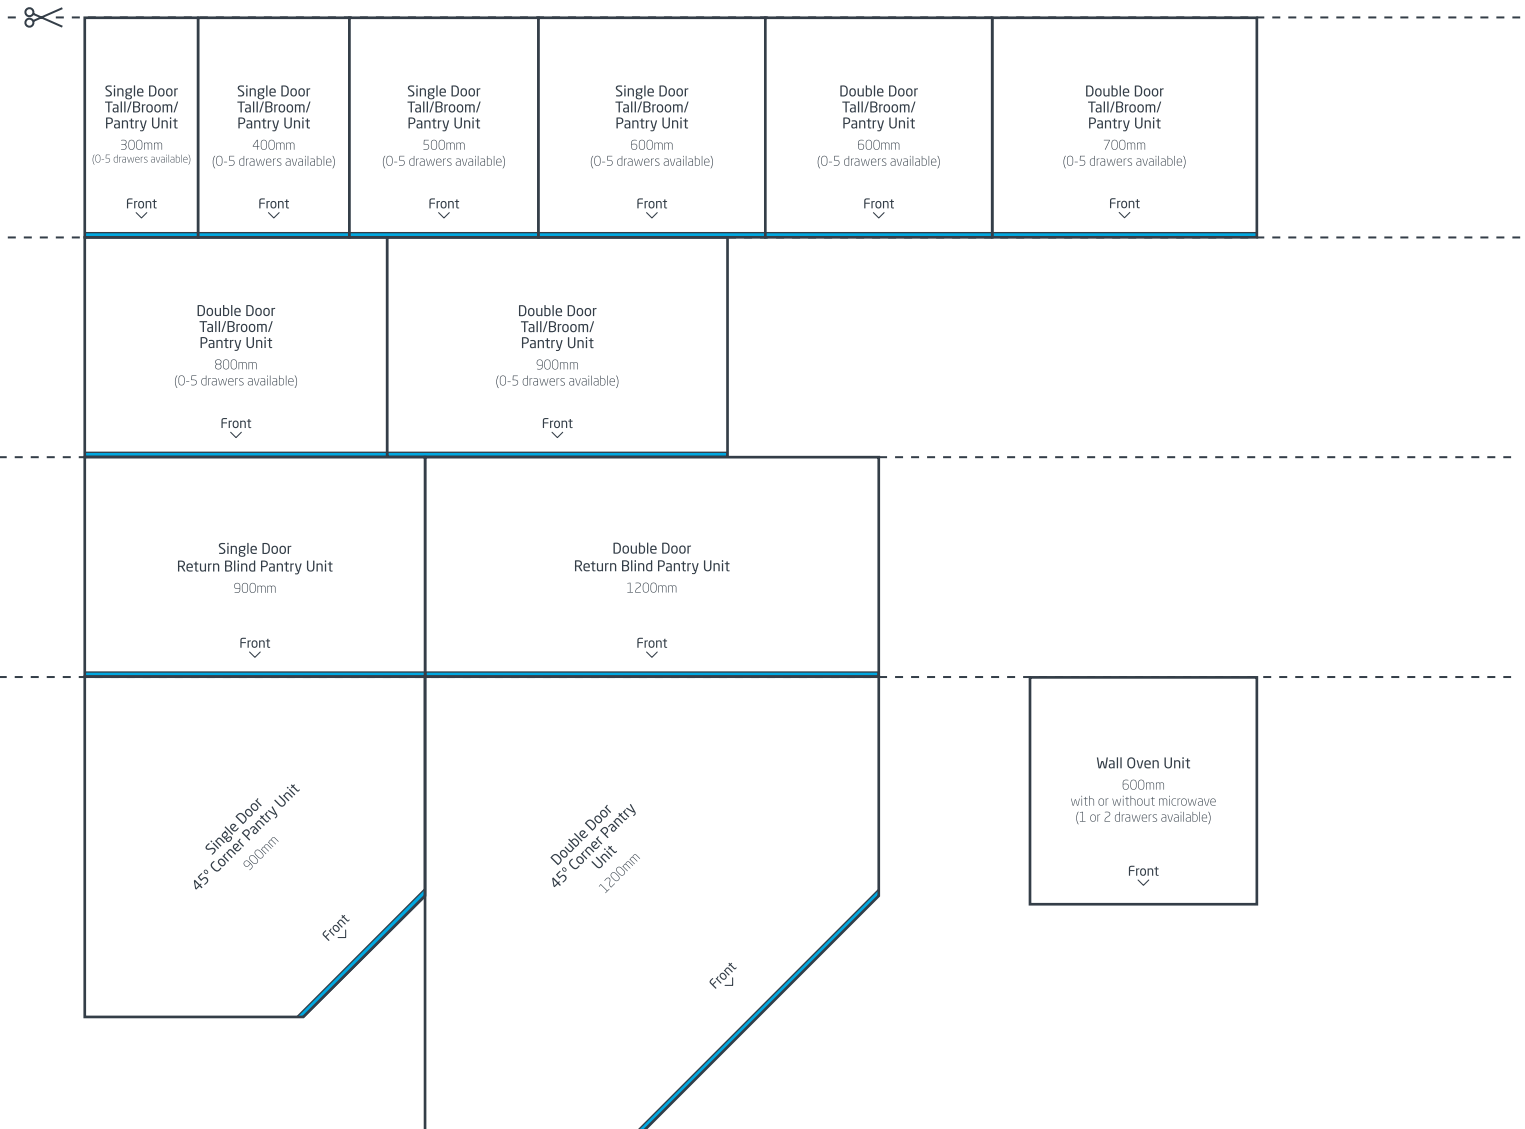 Single Door
Tall/Broom/
Pantry Unit
300mm
(0-5 drawers available)
Front
Single Door
Tall/Broom/
Pantry Unit
400mm
(0-5 drawers available)
Front
Single Door
Tall/Broom/
Pantry Unit
500mm
(0-5 drawers available)
Front
Single Door
Tall/Broom/
Pantry Unit
600mm
(0-5 drawers available)
Front
Double Door
Tall/Broom/
Pantry Unit
600mm
(0-5 drawers available)
Front
Double Door
Tall/Broom/
Pantry Unit
700mm
(0-5 drawers available)
Front
Double Door
Tall/Broom/
Pantry Unit
800mm
(0-5 drawers available)
Front
Double Door
Tall/Broom/
Pantry Unit
900mm
(0-5 drawers available)
Front
Single Door
Return Blind Pantry Unit
900mm
Front
Double Door
Return Blind Pantry Unit
1200mm
Front
Single Door
45° Corner Pantry Unit
900mm
Front
Double Door
45° Corner Pantry
Unit
1200mm
Front
Wall Oven Unit
600mm
with or without microwave
(1 or 2 drawers available)
Front